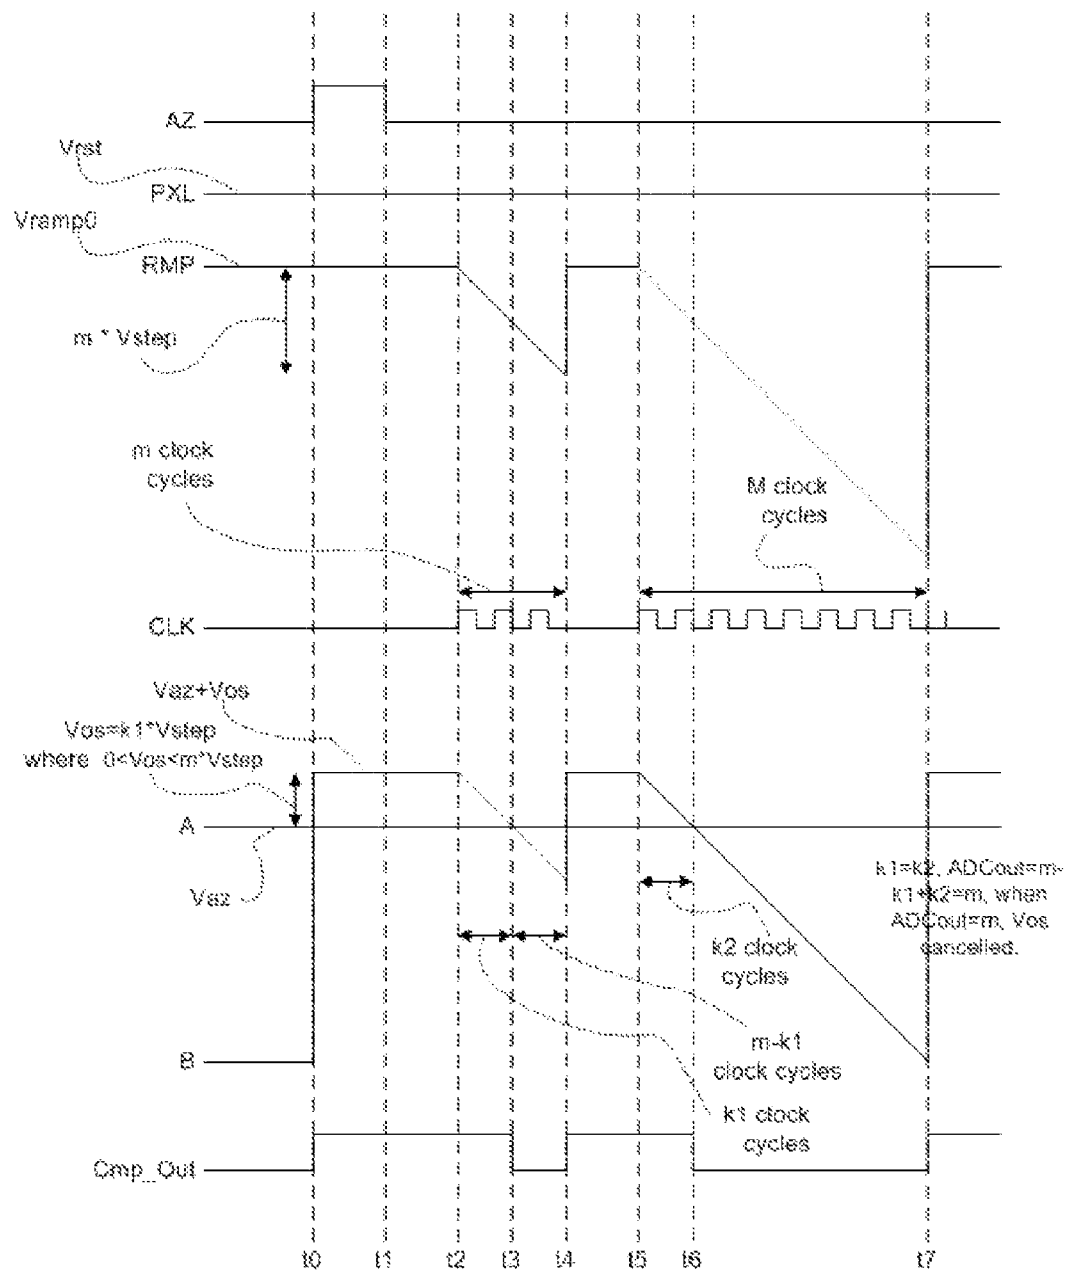 AZ
Vrst
PXL
Vramp0
RMP
m * Vstep
m clock
cycles
M clock
cycles
CLK
Vaz+Vos
Vos=k1*Vstep
where 0<Vos<m*Vstep
A
Vaz
k1=k2, ADCout=m-
k1+k2=m, when
ADCout=m, Vos
cancelled.
k2 clock
cycles
m-k1
clock cycles
B
k1 clock
cycles
Cmp_Out
t0 t1 t2 t3 t4 t5 t6 t7